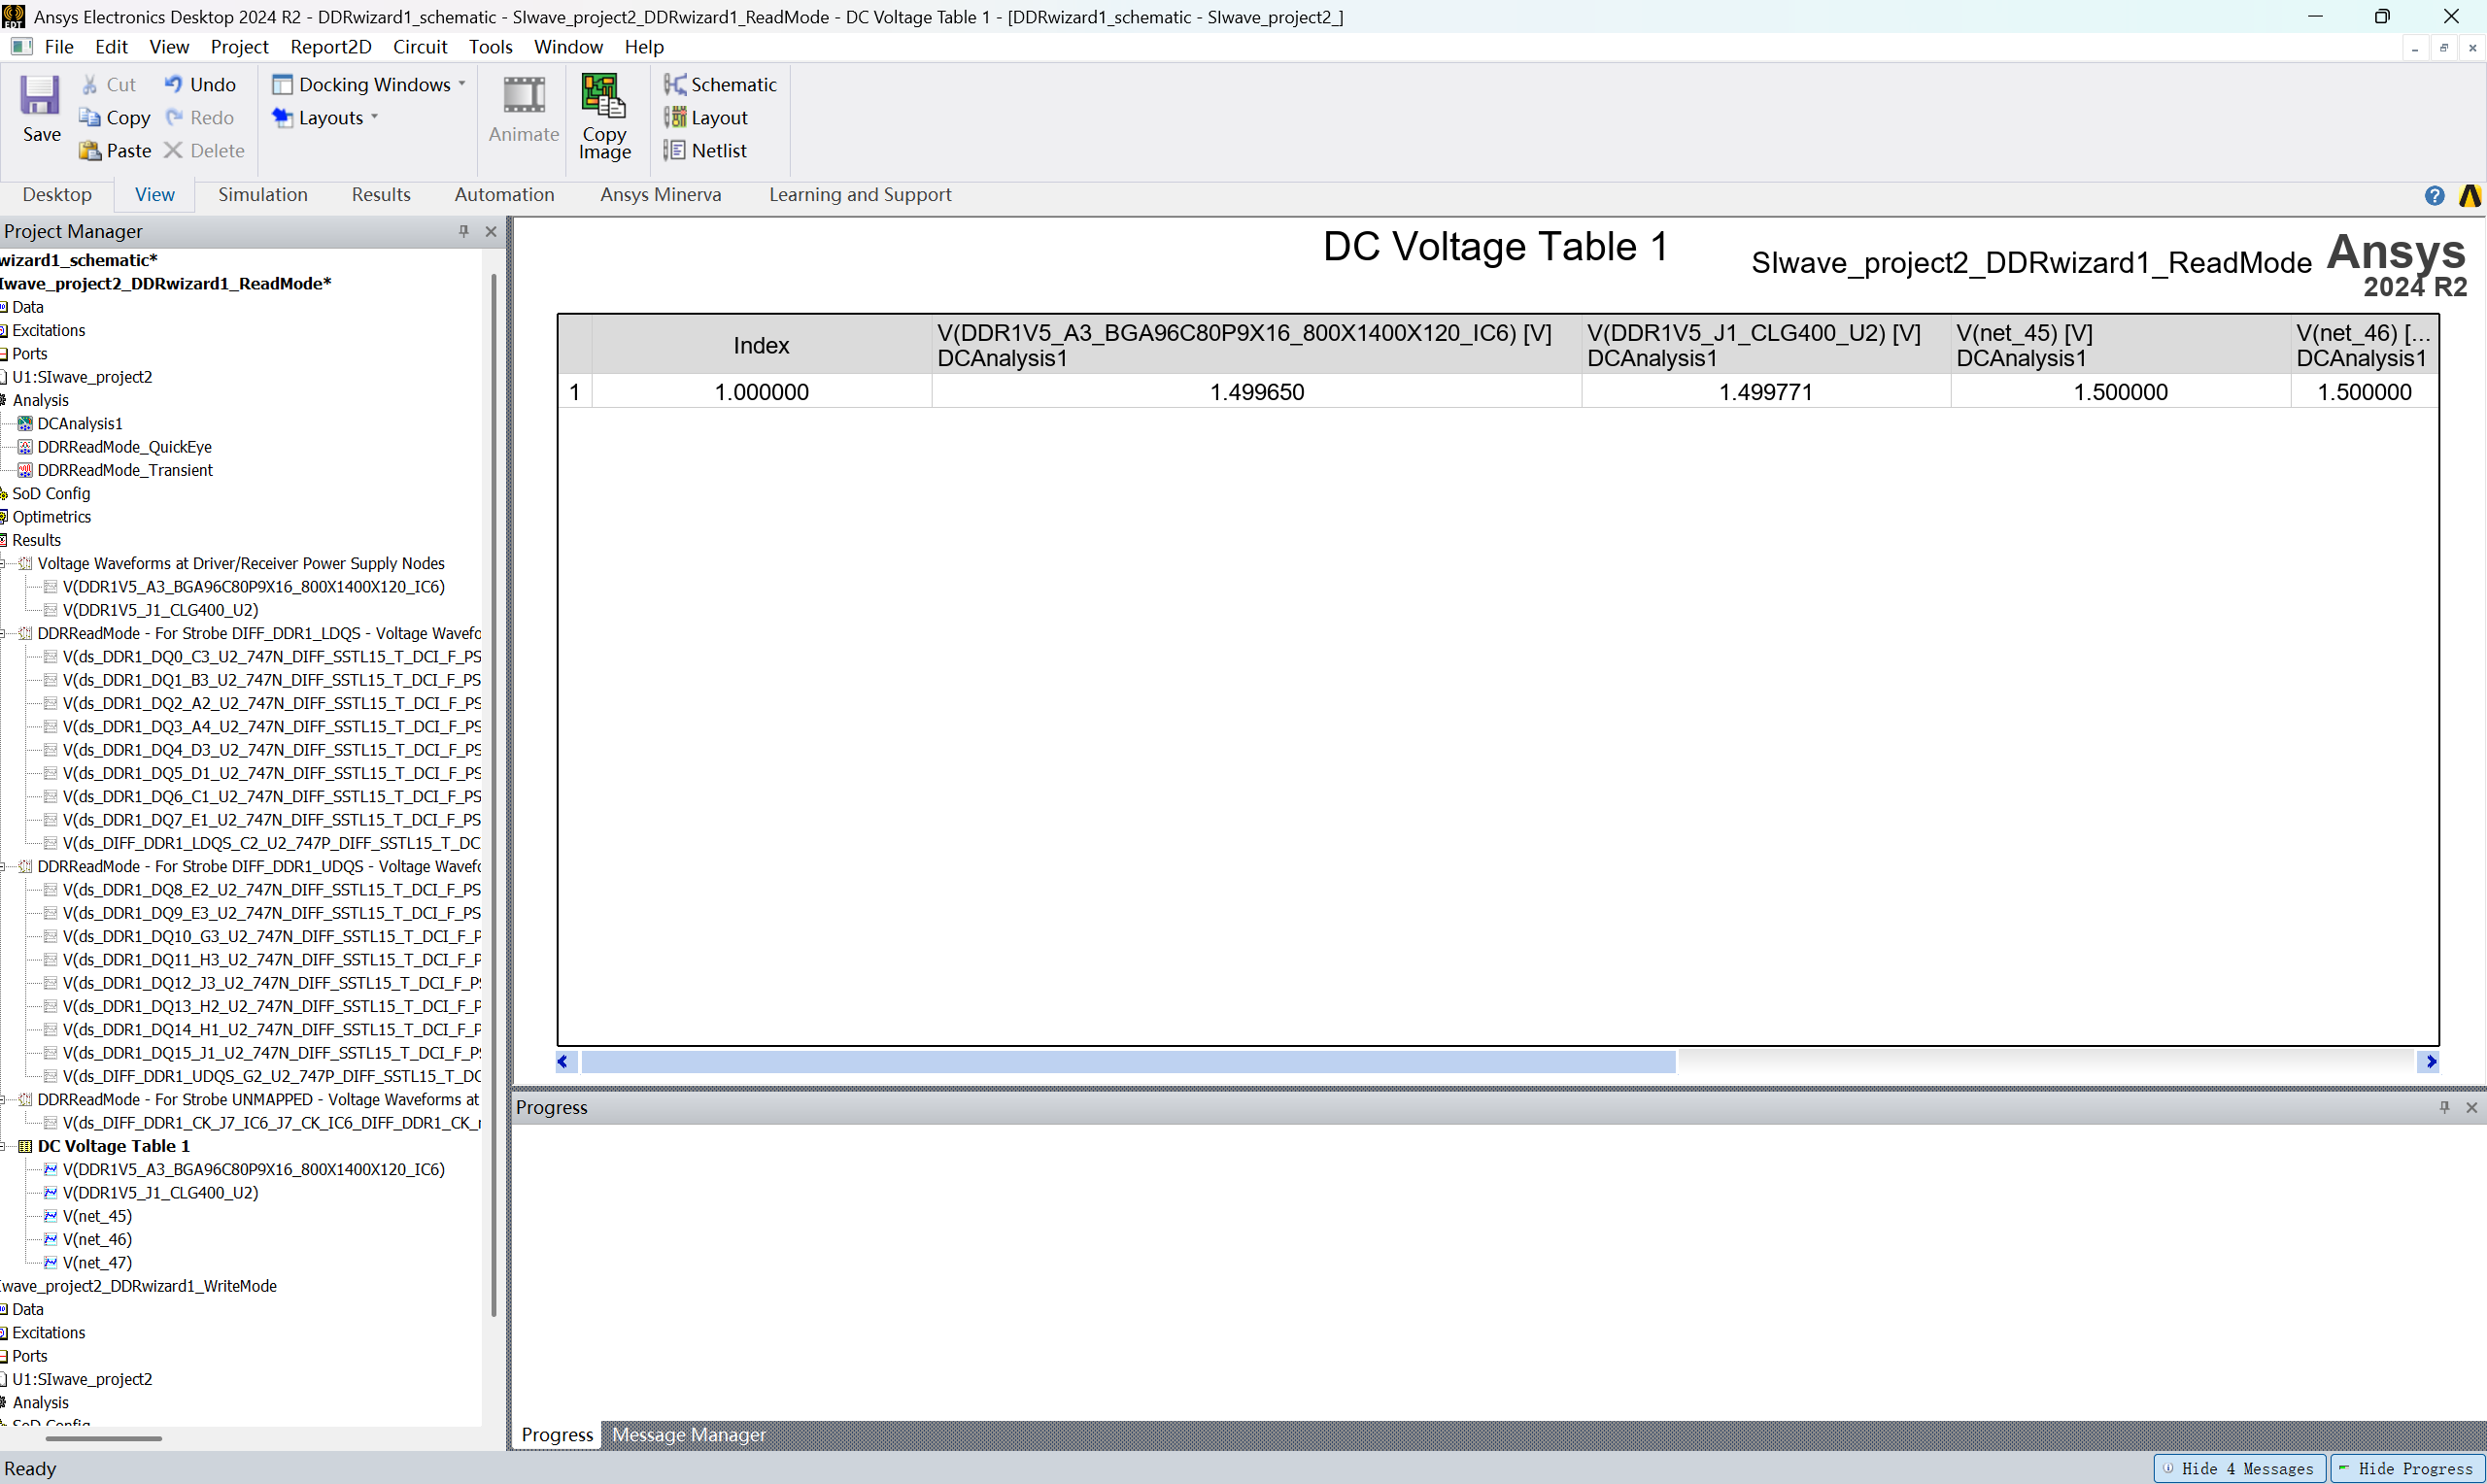 Ansys Electronics Desktop 2024 R2 - DDRwizard1_schematic - SIwave_project2_DDRwizard1_ReadMode - DC Voltage Table 1 - [DDRwizard1_schematic - SIwave_project2_]
File Edit View Project Report2D Circuit Tools Window Help
Save
Cut
Copy
Paste
Undo
Redo
Delete
Docking Windows
Layouts
Animate
Copy
Image
Schematic
Layout
Netlist
Desktop View Simulation Results Automation Ansys Minerva Learning and Support
Project Manager
wizard1_schematic*
Iwave_project2_DDRwizard1_ReadMode*
Data
Excitations
Ports
U1:SIwave_project2
Analysis
DCAnalysis1
DDRReadMode_QuickEye
DDRReadMode_Transient
SoD Config
Optimetrics
Results
Voltage Waveforms at Driver/Receiver Power Supply Nodes
V(DDR1V5_A3_BGA96C80P9X16_800X1400X120_IC6)
V(DDR1V5_J1_CLG400_U2)
DDRReadMode - For Strobe DIFF_DDR1_LDQS - Voltage Wavefo
V(ds_DDR1_DQ0_C3_U2_747N_DIFF_SSTL15_T_DCI_F_PS
V(ds_DDR1_DQ1_B3_U2_747N_DIFF_SSTL15_T_DCI_F_PS
V(ds_DDR1_DQ2_A2_U2_747N_DIFF_SSTL15_T_DCI_F_PS
V(ds_DDR1_DQ3_A4_U2_747N_DIFF_SSTL15_T_DCI_F_PS
V(ds_DDR1_DQ4_D3_U2_747N_DIFF_SSTL15_T_DCI_F_PS
V(ds_DDR1_DQ5_D1_U2_747N_DIFF_SSTL15_T_DCI_F_PS
V(ds_DDR1_DQ6_C1_U2_747N_DIFF_SSTL15_T_DCI_F_PS
V(ds_DDR1_DQ7_E1_U2_747N_DIFF_SSTL15_T_DCI_F_PS
V(ds_DIFF_DDR1_LDQS_C2_U2_747P_DIFF_SSTL15_T_DC
DDRReadMode - For Strobe DIFF_DDR1_UDQS - Voltage Wavef
V(ds_DDR1_DQ8_E2_U2_747N_DIFF_SSTL15_T_DCI_F_PS
V(ds_DDR1_DQ9_E3_U2_747N_DIFF_SSTL15_T_DCI_F_PS
V(ds_DDR1_DQ10_G3_U2_747N_DIFF_SSTL15_T_DCI_F_P
V(ds_DDR1_DQ11_H3_U2_747N_DIFF_SSTL15_T_DCI_F_P
V(ds_DDR1_DQ12_J3_U2_747N_DIFF_SSTL15_T_DCI_F_P
V(ds_DDR1_DQ13_H2_U2_747N_DIFF_SSTL15_T_DCI_F_P
V(ds_DDR1_DQ14_H1_U2_747N_DIFF_SSTL15_T_DCI_F_P
V(ds_DDR1_DQ15_J1_U2_747N_DIFF_SSTL15_T_DCI_F_P
V(ds_DIFF_DDR1_UDQS_G2_U2_747P_DIFF_SSTL15_T_DC
DDRReadMode - For Strobe UNMAPPED - Voltage Waveforms at
V(ds_DIFF_DDR1_CK_J7_IC6_J7_CK_IC6_DIFF_DDR1_CK_
DC Voltage Table 1
V(DDR1V5_A3_BGA96C80P9X16_800X1400X120_IC6)
V(DDR1V5_J1_CLG400_U2)
V(net_45)
V(net_46)
V(net_47)
wave_project2_DDRwizard1_WriteMode
Data
Excitations
Ports
U1:SIwave_project2
Analysis
SoD Config
DC Voltage Table 1
SIwave_project2_DDRwizard1_ReadMode
Ansys
2024 R2
Index
V(DDR1V5_A3_BGA96C80P9X16_800X1400X120_IC6) [V]
DCAnalysis1
V(DDR1V5_J1_CLG400_U2) [V]
DCAnalysis1
V(net_45) [V]
DCAnalysis1
V(net_46) [...
DCAnalysis1
1 1.000000 1.499650 1.499771 1.500000 1.500000
Progress
Progress Message Manager
Ready
Hide 4 Messages Hide Progress
EDT